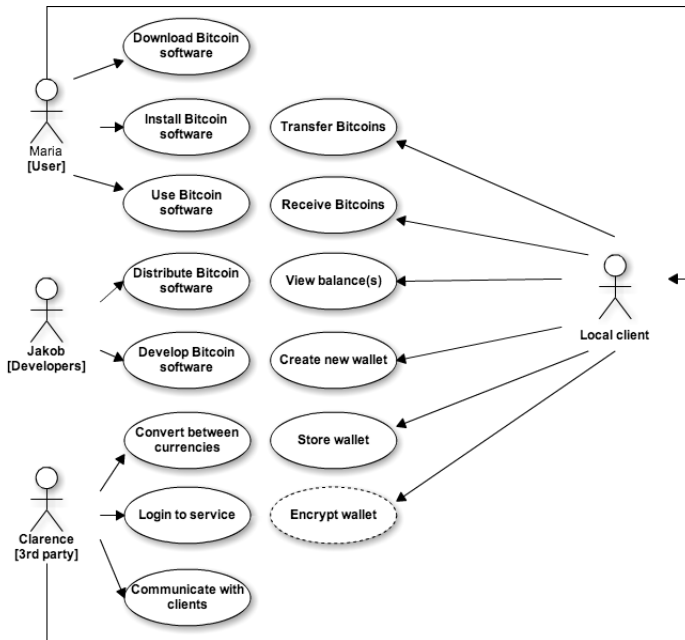 Download Bitcoin
software
Maria
[User]
Install Bitcoin
software
Transfer Bitcoins
Use Bitcoin
software
Receive Bitcoins
Jakob
[Developers]
Distribute Bitcoin
software
View balance(s)
Local client
Develop Bitcoin
software
Create new wallet
Convert between
currencies
Store wallet
Clarence
[3rd party]
Login to service
Encrypt wallet
Communicate with
clients